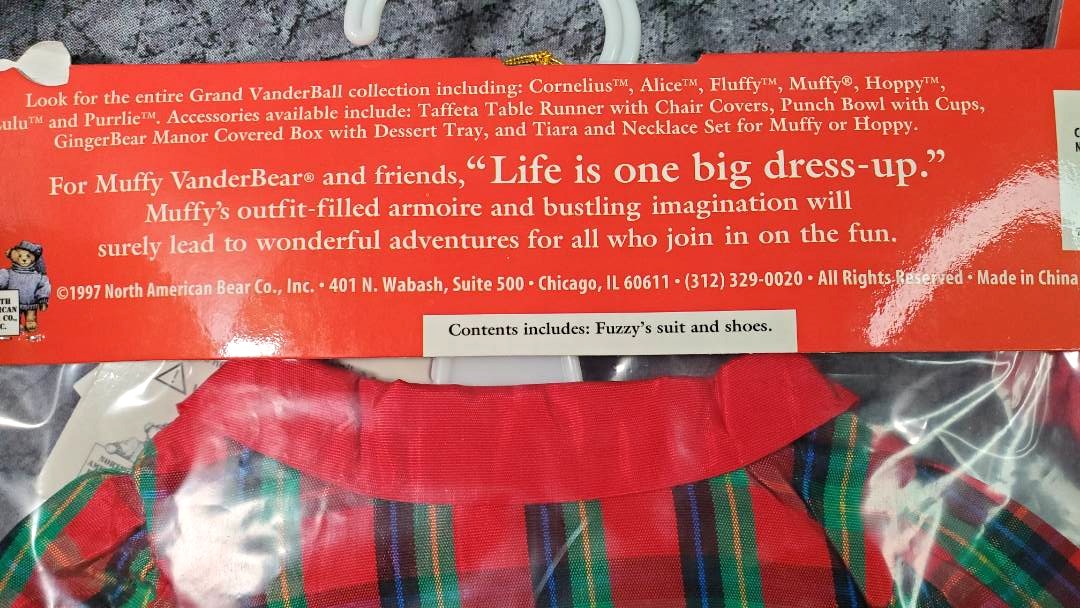 Look for the entire Grand VanderBall collection including: Cornelius™, Alice™, Fluffy™, Muffy®, Hoppy™,
and Purrlie™. Accessories available include: Taffeta Table Runner with Chair Covers, Punch Bowl with Cups,
GingerBear Manor Covered Box with Dessert Tray, and Tiara and Necklace Set for Muffy or Hoppy.
For Muffy VanderBear® and friends, “Life is one big dress-up.”
Muffy's outfit-filled armoire and bustling imagination will
surely lead to wonderful adventures for all who join in on the fun.
©1997 North American Bear Co., Inc. • 401 N. Wabash, Suite 500 • Chicago, IL 60611 • (312) 329-0020 • All Rights Reserved • Made in China
Contents includes: Fuzzy's suit and shoes.